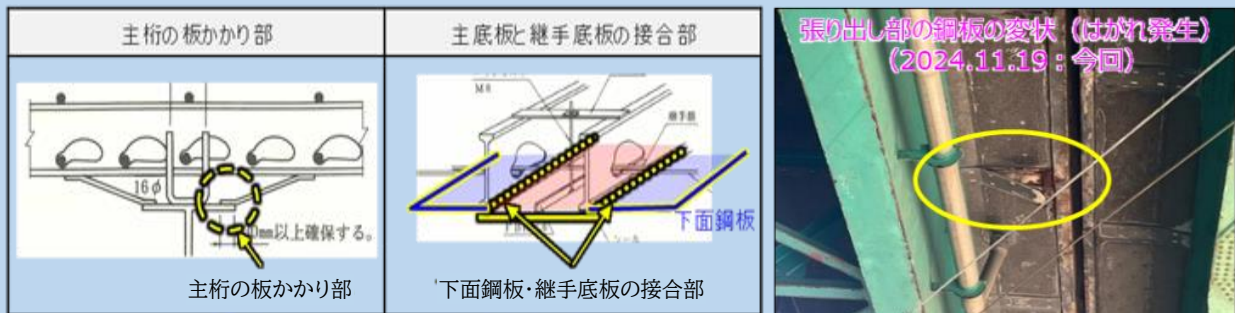 主桁の板かかり部
16φ
mm以上確保する。
主桁の板かかり部
主底板と継手底板の接合部
M8
継手筋
下面鋼板
下面鋼板・継手底板の接合部
張り出し部の鋼板の変状（はがれ発生）
（2024.11.19：今回）